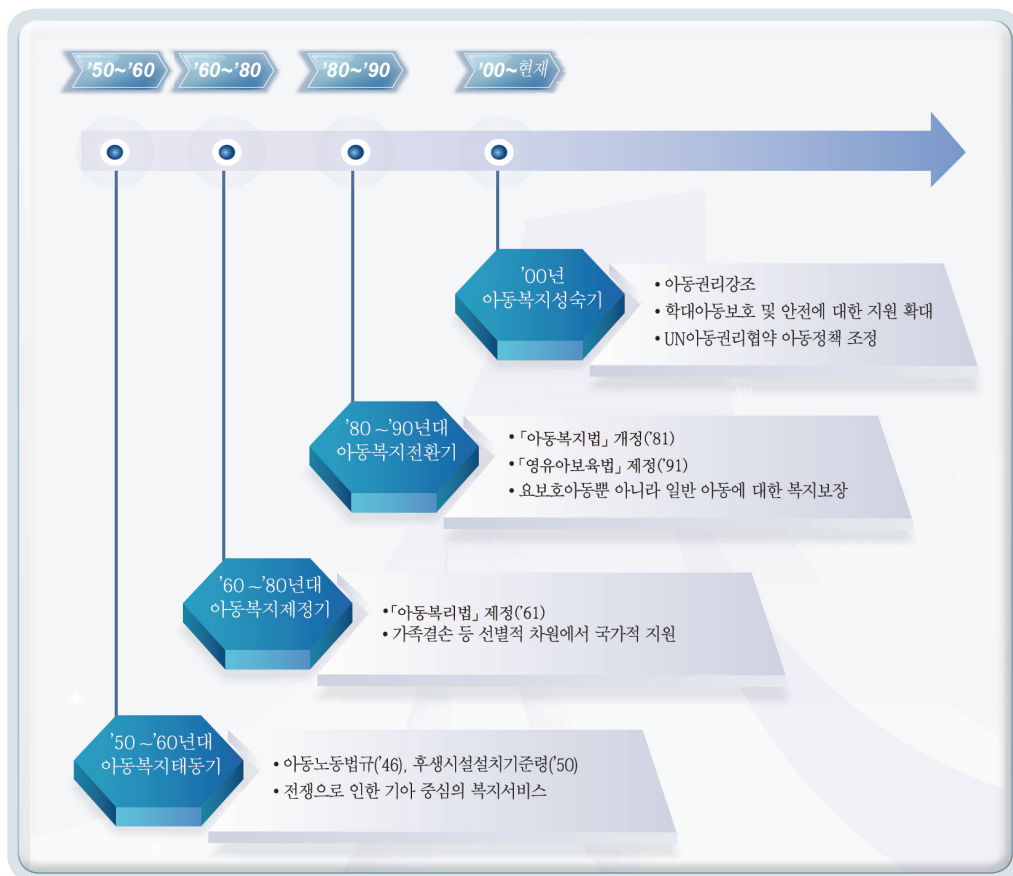 '50~'60
'60~'80
'80~'90
'00~현재
'00년
아동복지성숙기
• 아동권리강조
• 학대아동보호 및 안전에 대한 지원 확대
• UN아동권리협약 아동정책 조정
'80~'90년대
아동복지전환기
• 「아동복지법」 개정('81)
• 「영유아보육법」 제정('91)
• 요보호아동뿐 아니라 일반 아동에 대한 복지보장
'60~'80년대
아동복지제정기
• 「아동복리법」 제정('61)
• 가족결손 등 선별적 차원에서 국가적 지원
'50~'60년대
아동복지태동기
• 아동노동법규('46), 후생시설설치기준령('50)
• 전쟁으로 인한 기아 중심의 복지서비스